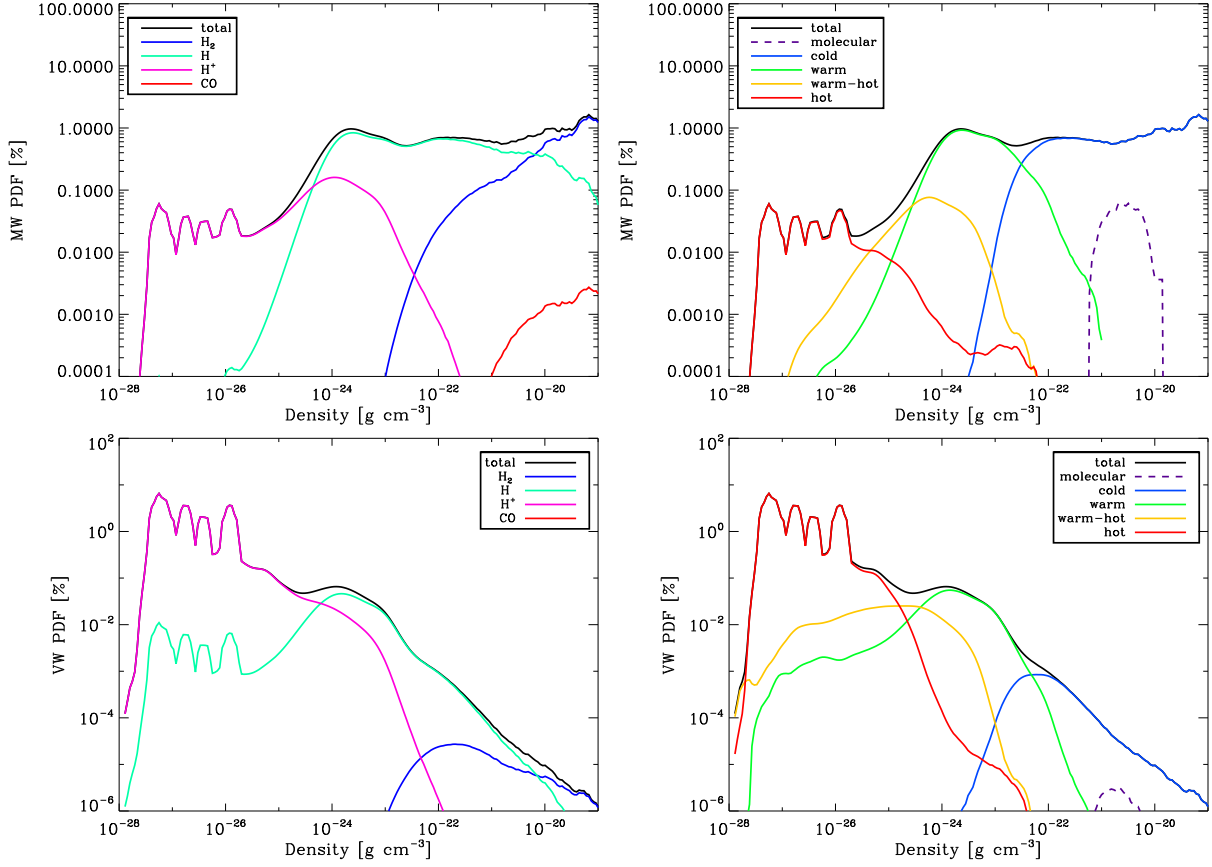 100.0000
10.0000
1.0000
0.1000
0.0100
0.0010
0.0001
MW PDF [%]
total
H₂
H
H⁺
CO
10⁻²⁸
10⁻²⁶
10⁻²⁴
10⁻²²
10⁻²⁰
Density [g cm⁻³]
100.0000
10.0000
1.0000
0.1000
0.0100
0.0010
0.0001
MW PDF [%]
total
molecular
cold
warm
warm-hot
hot
10⁻²⁸
10⁻²⁶
10⁻²⁴
10⁻²²
10⁻²⁰
Density [g cm⁻³]
10²
10⁰
10⁻²
10⁻⁴
10⁻⁶
VW PDF [%]
total
H₂
H
H⁺
CO
10⁻²⁸
10⁻²⁶
10⁻²⁴
10⁻²²
10⁻²⁰
Density [g cm⁻³]
10²
10⁰
10⁻²
10⁻⁴
10⁻⁶
VW PDF [%]
total
molecular
cold
warm
warm-hot
hot
10⁻²⁸
10⁻²⁶
10⁻²⁴
10⁻²²
10⁻²⁰
Density [g cm⁻³]